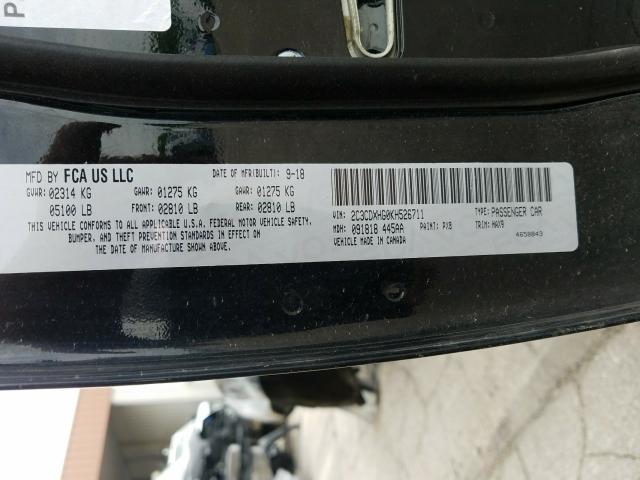 P
MFD BY FCA US LLC DATE OF MFR(BUILT): 9-18
GVWR: 02314 KG GAWR: 01275 KG GAWR: 01275 KG
05100 LB FRONT: 02810 LB REAR: 02810 LB
THIS VEHICLE CONFORMS TO ALL APPLICABLE U.S.A. FEDERAL MOTOR VEHICLE SAFETY,
BUMPER, AND THEFT PREVENTION STANDARDS IN EFFECT ON
THE DATE OF MANUFACTURE SHOWN ABOVE.
VIN: 2C3CDXHG0KH526711 TYPE: PASSENGER CAR
MDH: 091818 445AA PAINT: PX8 TRIM: HAX9
VEHICLE MADE IN CANADA 4658843